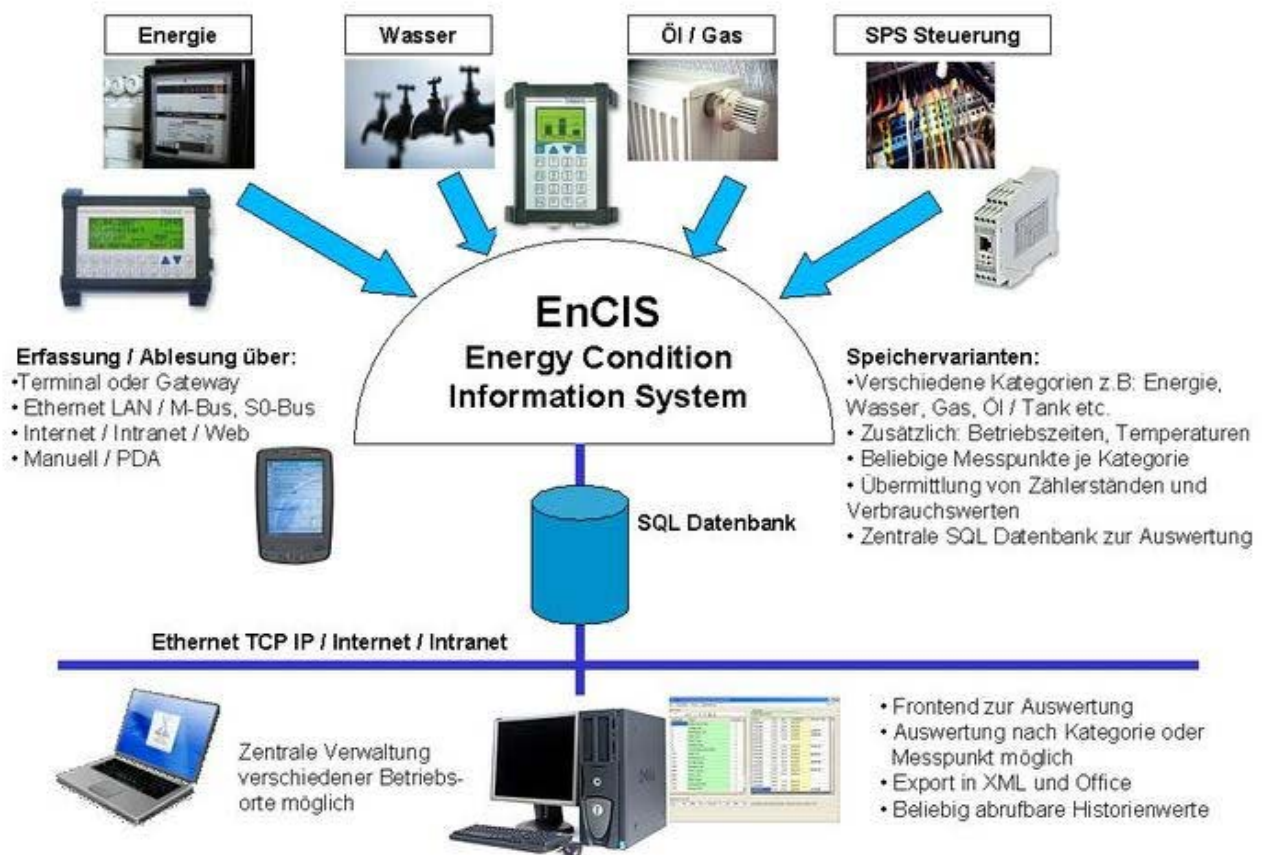 Energie
Wasser
Öl / Gas
SPS Steuerung
EnCIS
Energy Condition
Information System
Erfassung / Ablesung über:
•Terminal oder Gateway
• Ethernet LAN / M-Bus, S0-Bus
• Internet / Intranet / Web
• Manuell / PDA
Speichervarianten:
•Verschiedene Kategorien z.B: Energie,
Wasser, Gas, Öl / Tank etc.
• Zusätzlich: Betriebszeiten, Temperaturen
• Beliebige Messpunkte je Kategorie
• Übermittlung von Zählerständen und
Verbrauchswerten
• Zentrale SQL Datenbank zur Auswertung
SQL Datenbank
Ethernet TCP IP / Internet / Intranet
Zentrale Verwaltung
verschiedener Betriebs-
orte möglich
• Frontend zur Auswertung
• Auswertung nach Kategorie oder
Messpunkt möglich
• Export in XML und Office
• Beliebig abrufbare Historienwerte